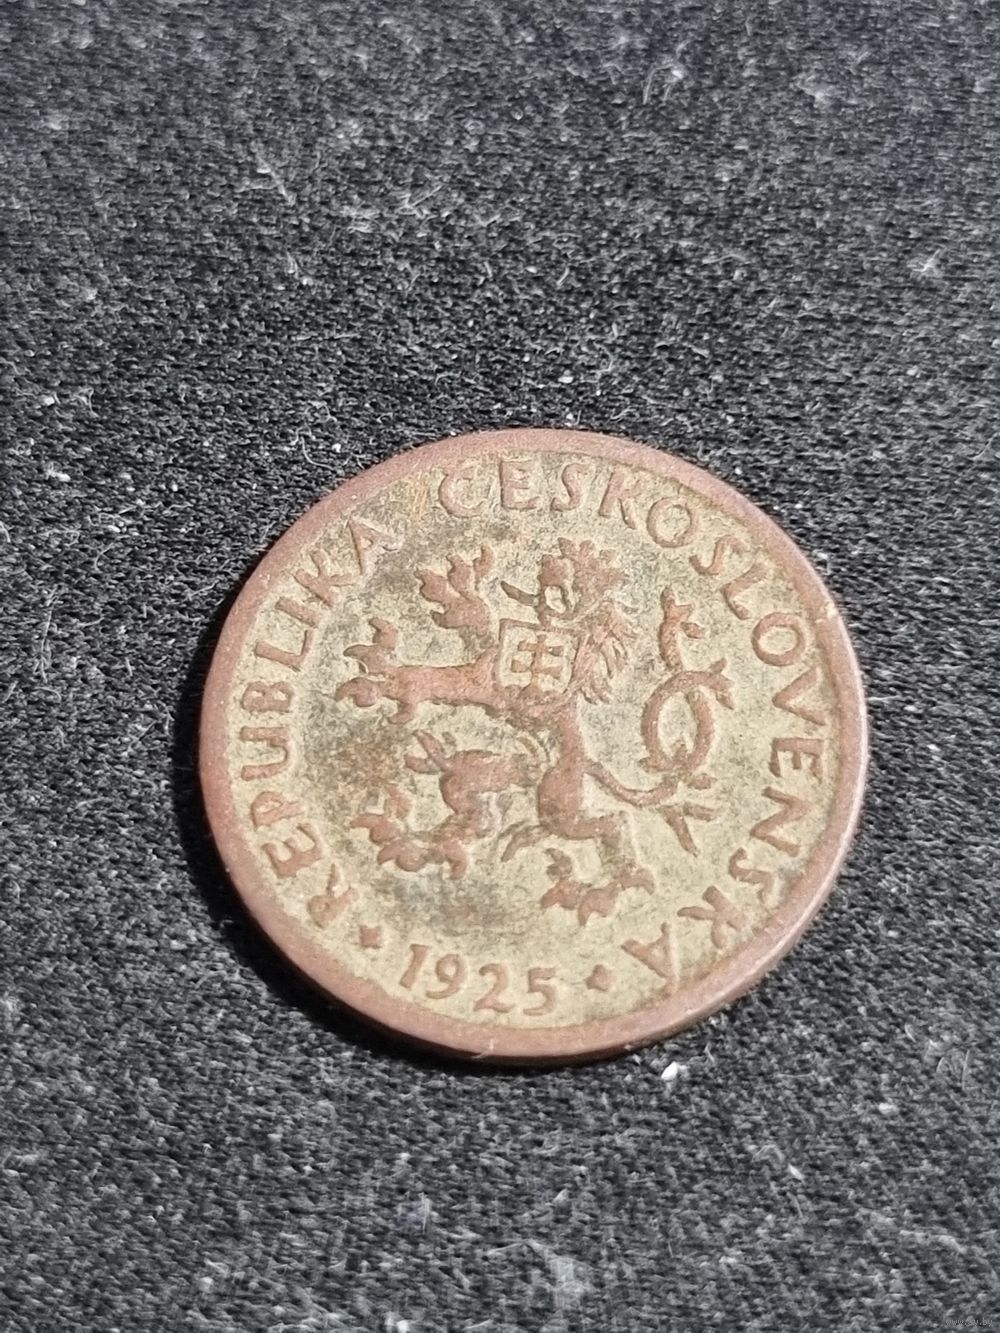 REPUBLIKA ČESKOSLOVENSKÁ
• 1925 •